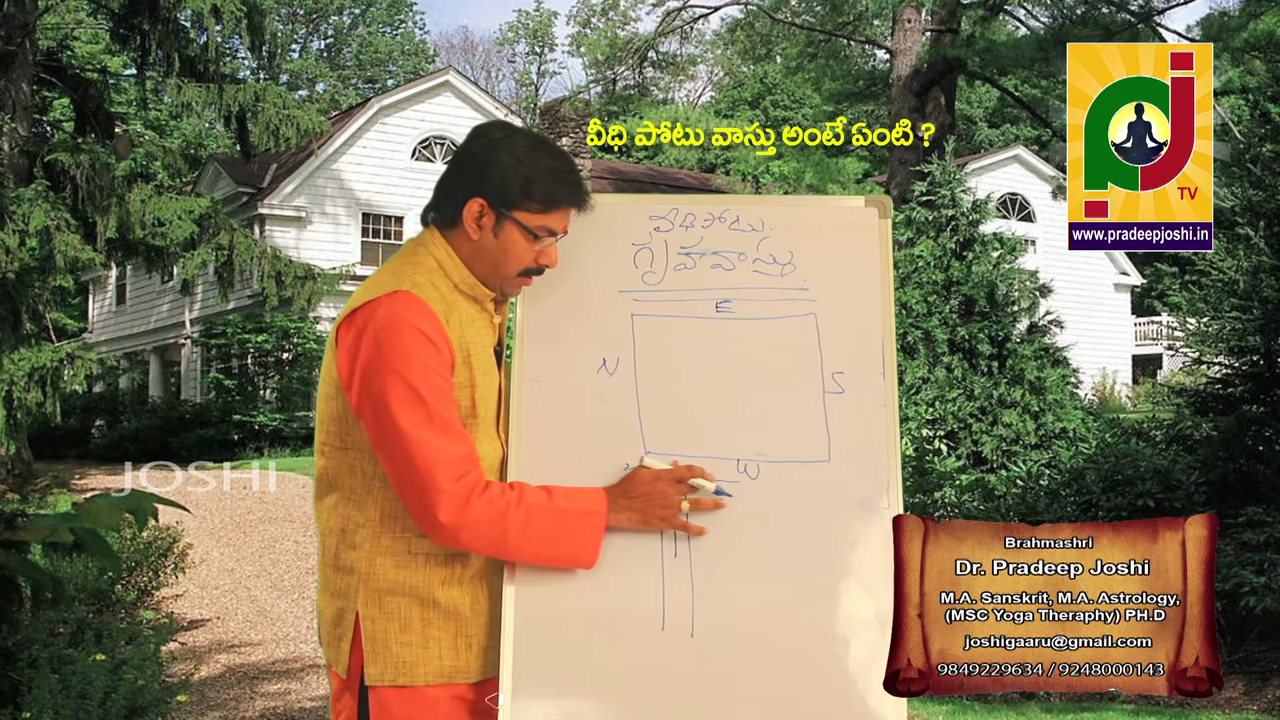 వీధి పోటు వాస్తు అంటే ఏంటి ?
TV
www.pradeepjoshi.in
వీధిపోటు.
గృహవాస్తు
E
N
S
W
JOSHI
Brahmashri
Dr. Pradeep Joshi
M.A. Sanskrit, M.A. Astrology,
(MSC Yoga Theraphy) PH.D
joshigaaru@gmail.com
9849229634 / 9248000143